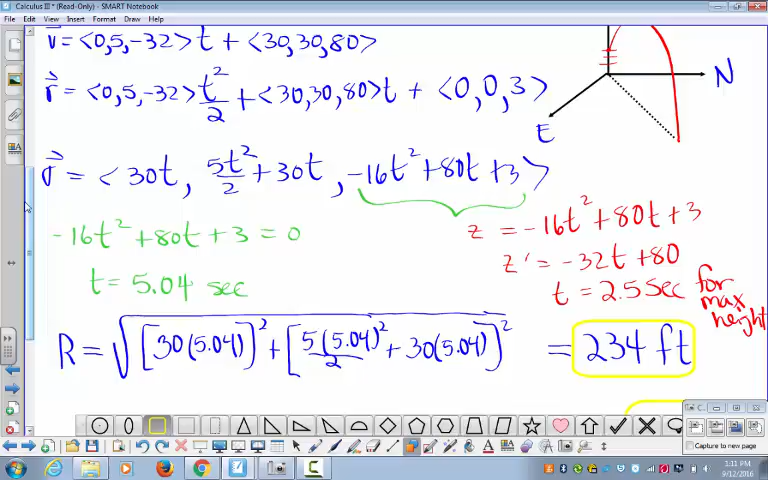 Calculus III * (Read-Only) - SMART Notebook
File Edit View Insert Format Tools Draw Help
v = <0,5,-32>t + <30,30,80>
r = <0,5,-32>t²/2 + <30,30,80>t + <0,0,3>
N
E
r = <30t, 5t²/2 + 30t, -16t² + 80t + 3>
-16t² + 80t + 3 = 0
t = 5.04 sec
z = -16t² + 80t + 3
z' = -32t + 80
t = 2.5 sec for max height
R = √([30(5.04)]² + [5(5.04)²/2 + 30(5.04)]²) = 234 ft
Capture to new page
1:11 PM
9/12/2016